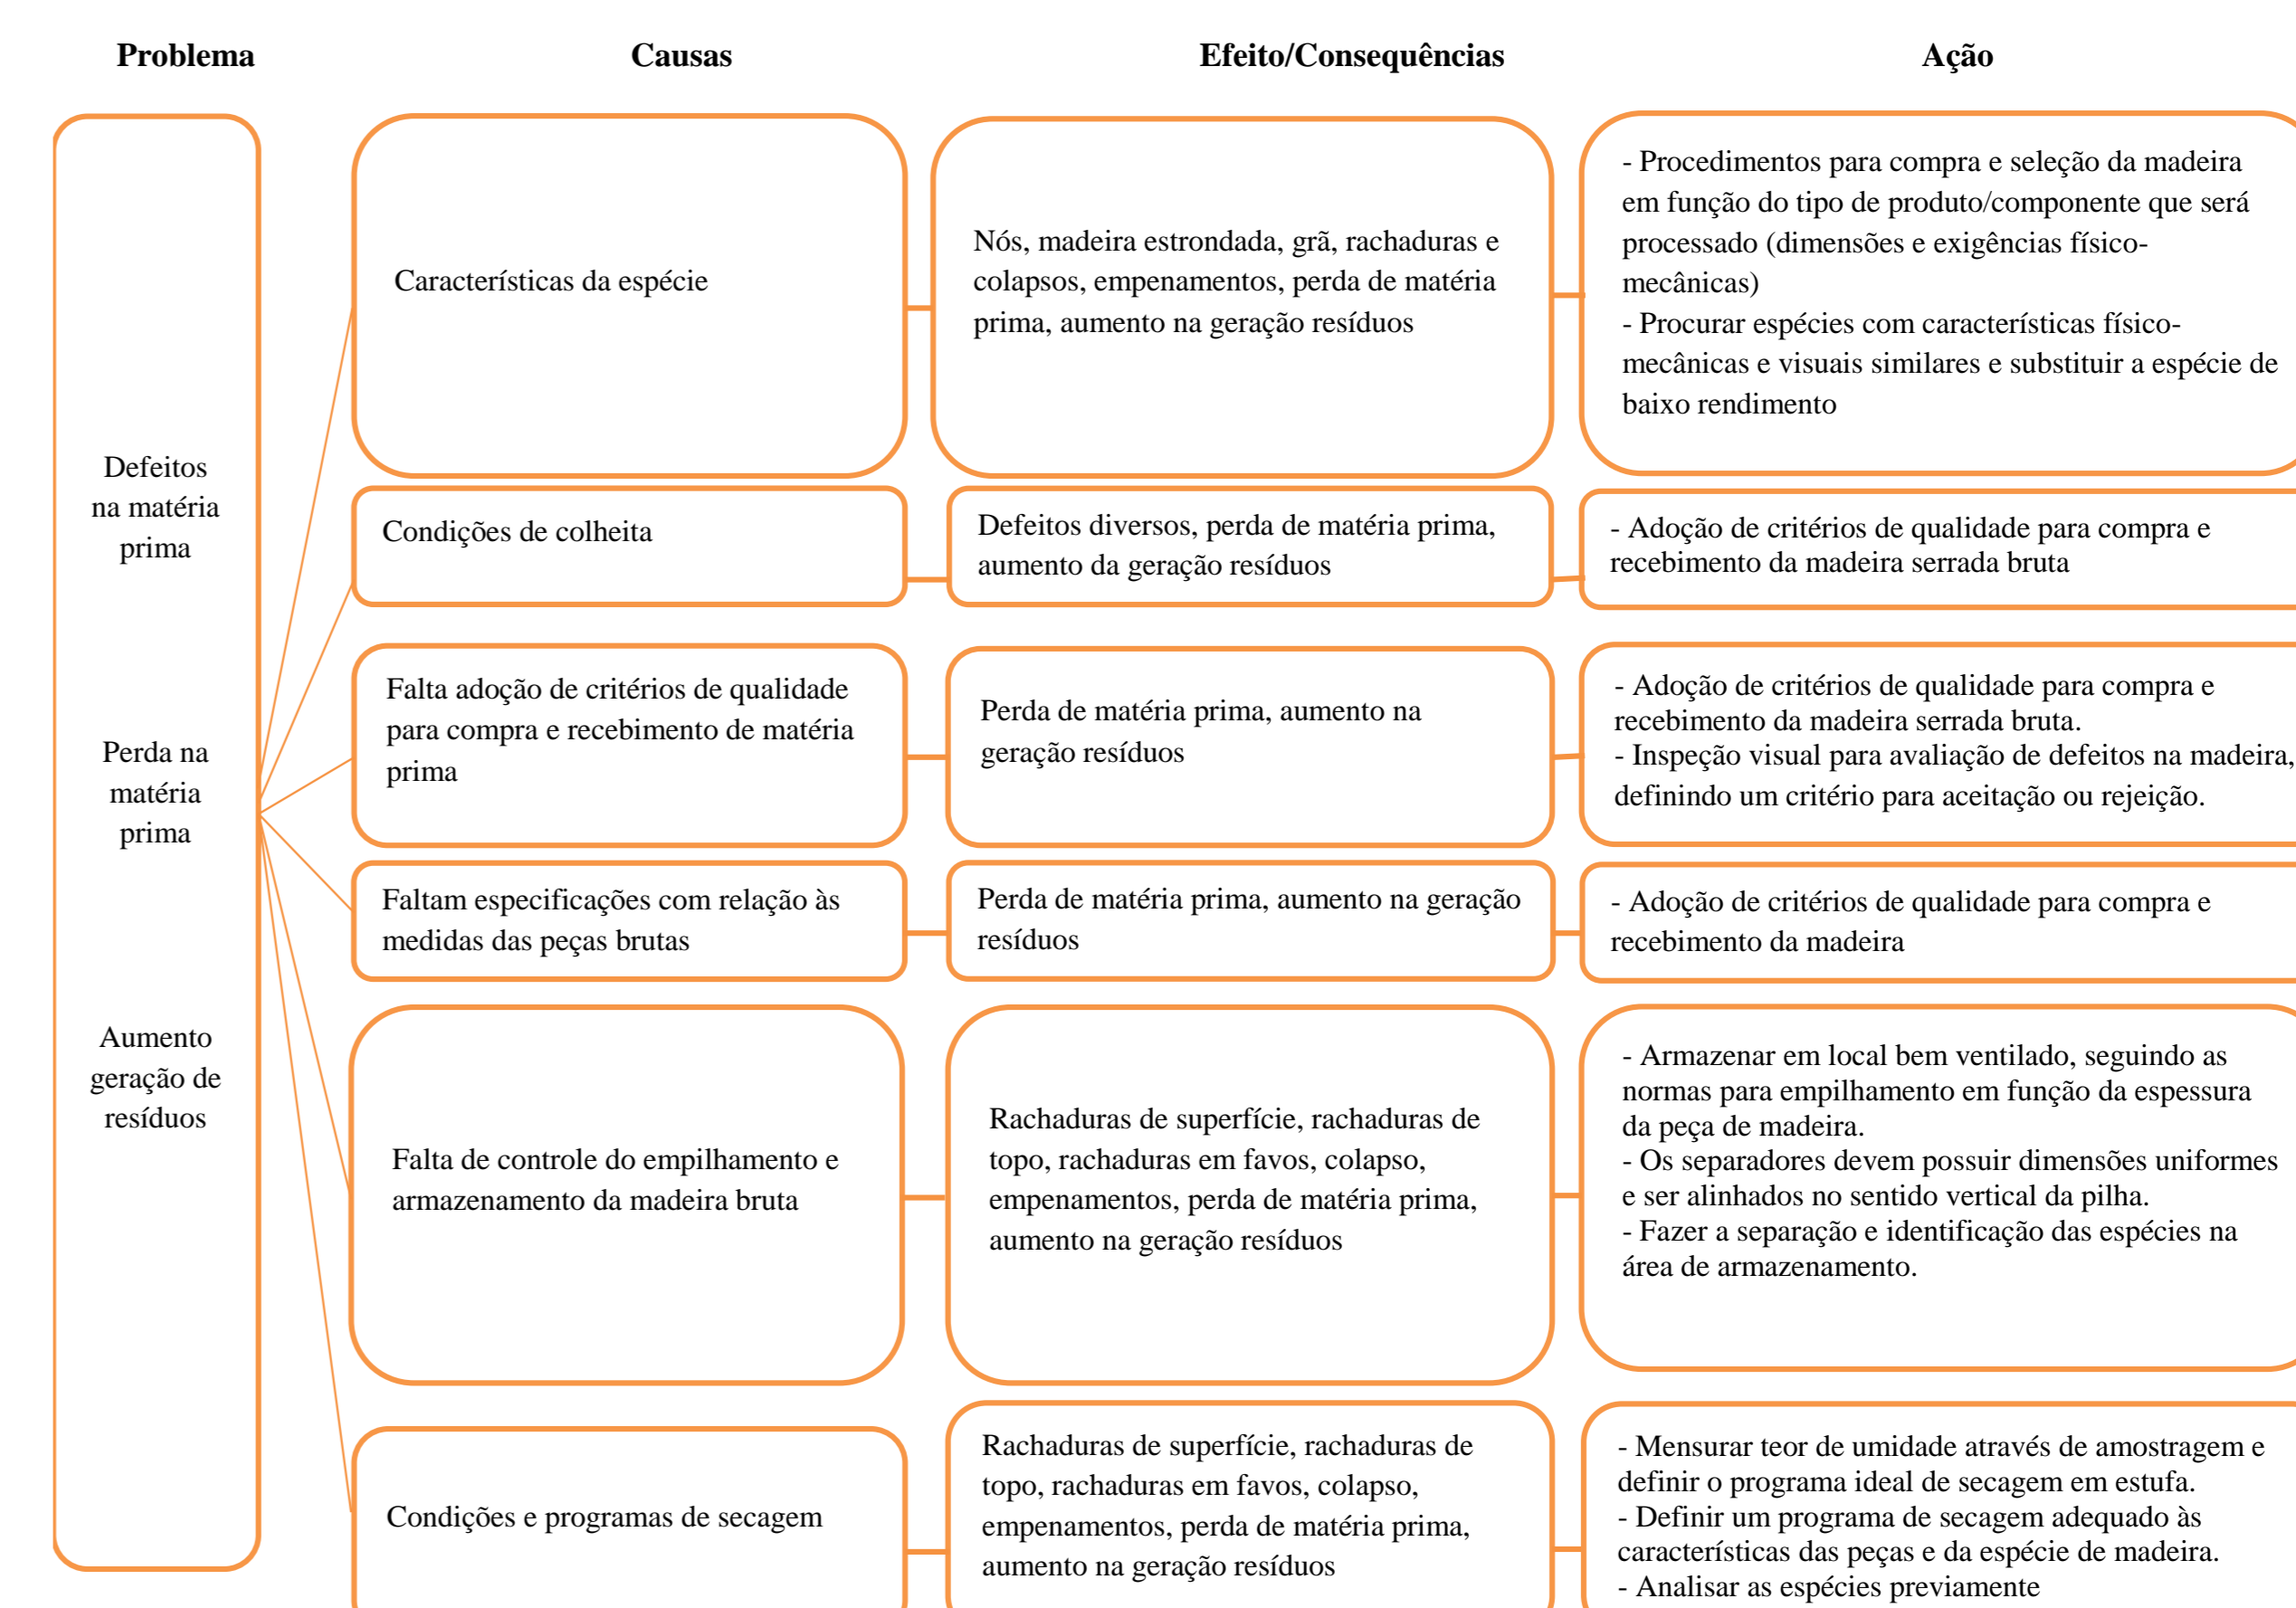 Problema
Causas
Efeito/Consequências
Ação
Defeitos
na matéria
prima
Perda na
matéria
prima
Aumento
geração de
resíduos
Características da espécie
Nós, madeira estrondada, grã, rachaduras e
colapsos, empenamentos, perda de matéria
prima, aumento na geração resíduos
- Procedimentos para compra e seleção da madeira
em função do tipo de produto/componente que será
processado (dimensões e exigências físico-
mecânicas)
- Procurar espécies com características físico-
mecânicas e visuais similares e substituir a espécie de
baixo rendimento
Condições de colheita
Defeitos diversos, perda de matéria prima,
aumento da geração resíduos
- Adoção de critérios de qualidade para compra e
recebimento da madeira serrada bruta
Falta adoção de critérios de qualidade
para compra e recebimento de matéria
prima
Perda de matéria prima, aumento na
geração resíduos
- Adoção de critérios de qualidade para compra e
recebimento da madeira serrada bruta.
- Inspeção visual para avaliação de defeitos na madeira,
definindo um critério para aceitação ou rejeição.
Faltam especificações com relação às
medidas das peças brutas
Perda de matéria prima, aumento na geração
resíduos
- Adoção de critérios de qualidade para compra e
recebimento da madeira
Falta de controle do empilhamento e
armazenamento da madeira bruta
Rachaduras de superfície, rachaduras de
topo, rachaduras em favos, colapso,
empenamentos, perda de matéria prima,
aumento na geração resíduos
- Armazenar em local bem ventilado, seguindo as
normas para empilhamento em função da espessura
da peça de madeira.
- Os separadores devem possuir dimensões uniformes
e ser alinhados no sentido vertical da pilha.
- Fazer a separação e identificação das espécies na
área de armazenamento.
Condições e programas de secagem
Rachaduras de superfície, rachaduras de
topo, rachaduras em favos, colapso,
empenamentos, perda de matéria prima,
aumento na geração resíduos
- Mensurar teor de umidade através de amostragem e
definir o programa ideal de secagem em estufa.
- Definir um programa de secagem adequado às
características das peças e da espécie de madeira.
- Analisar as espécies previamente